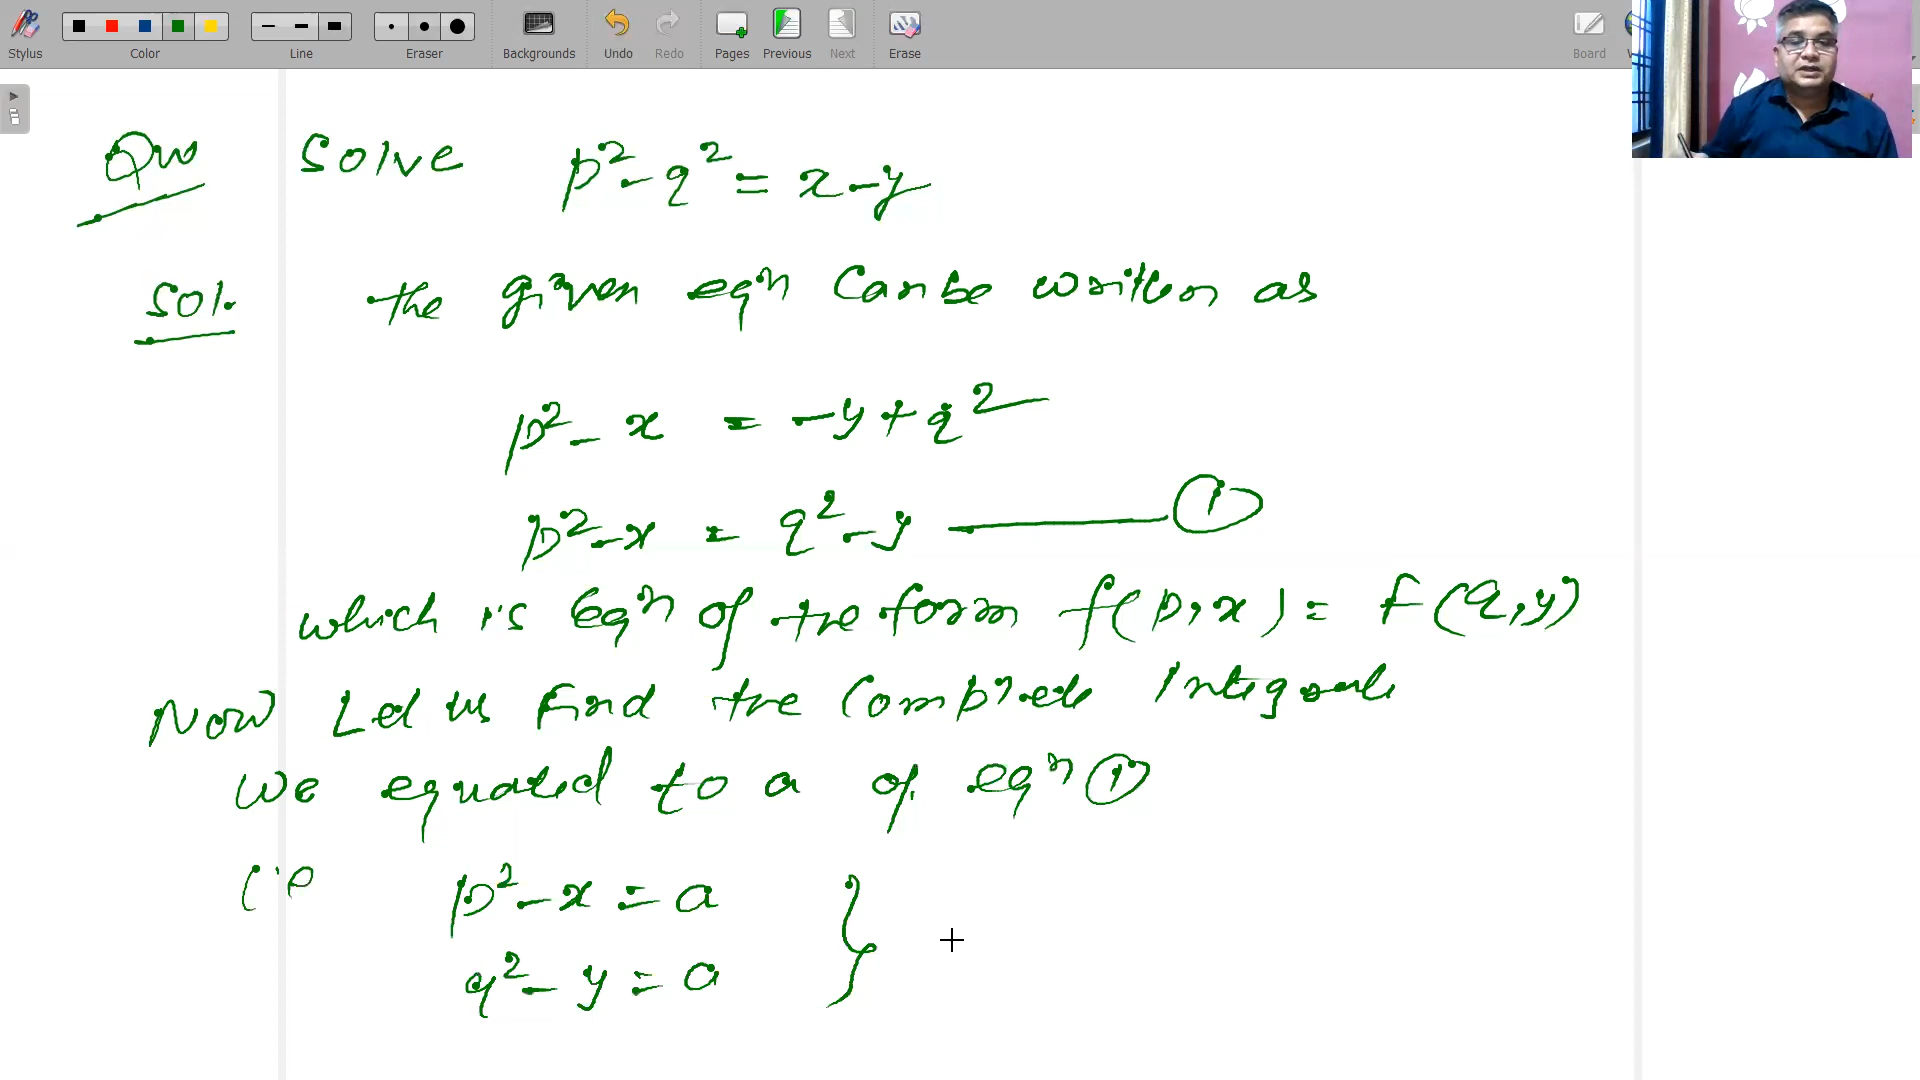 Stylus Color Line Eraser Backgrounds Undo Redo Pages Previous Next Erase Board
Que Solve p² - q² = x - y
Sol. the given eqn can be written as
p² - x = - y + q²
p² - x = q² - y ——— ①
which is eqn of the form f(p, x) = F(q, y)
Now Let us find the complete Integral
we equated to a of eqn ①
ie p² - x = a
q² - y = a }